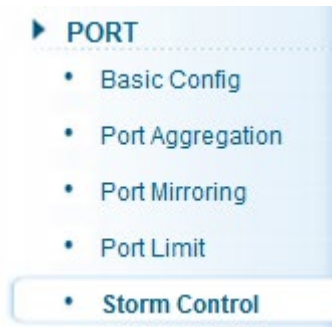 PORT
Basic Config
Port Aggregation
Port Mirroring
Port Limit
Storm Control